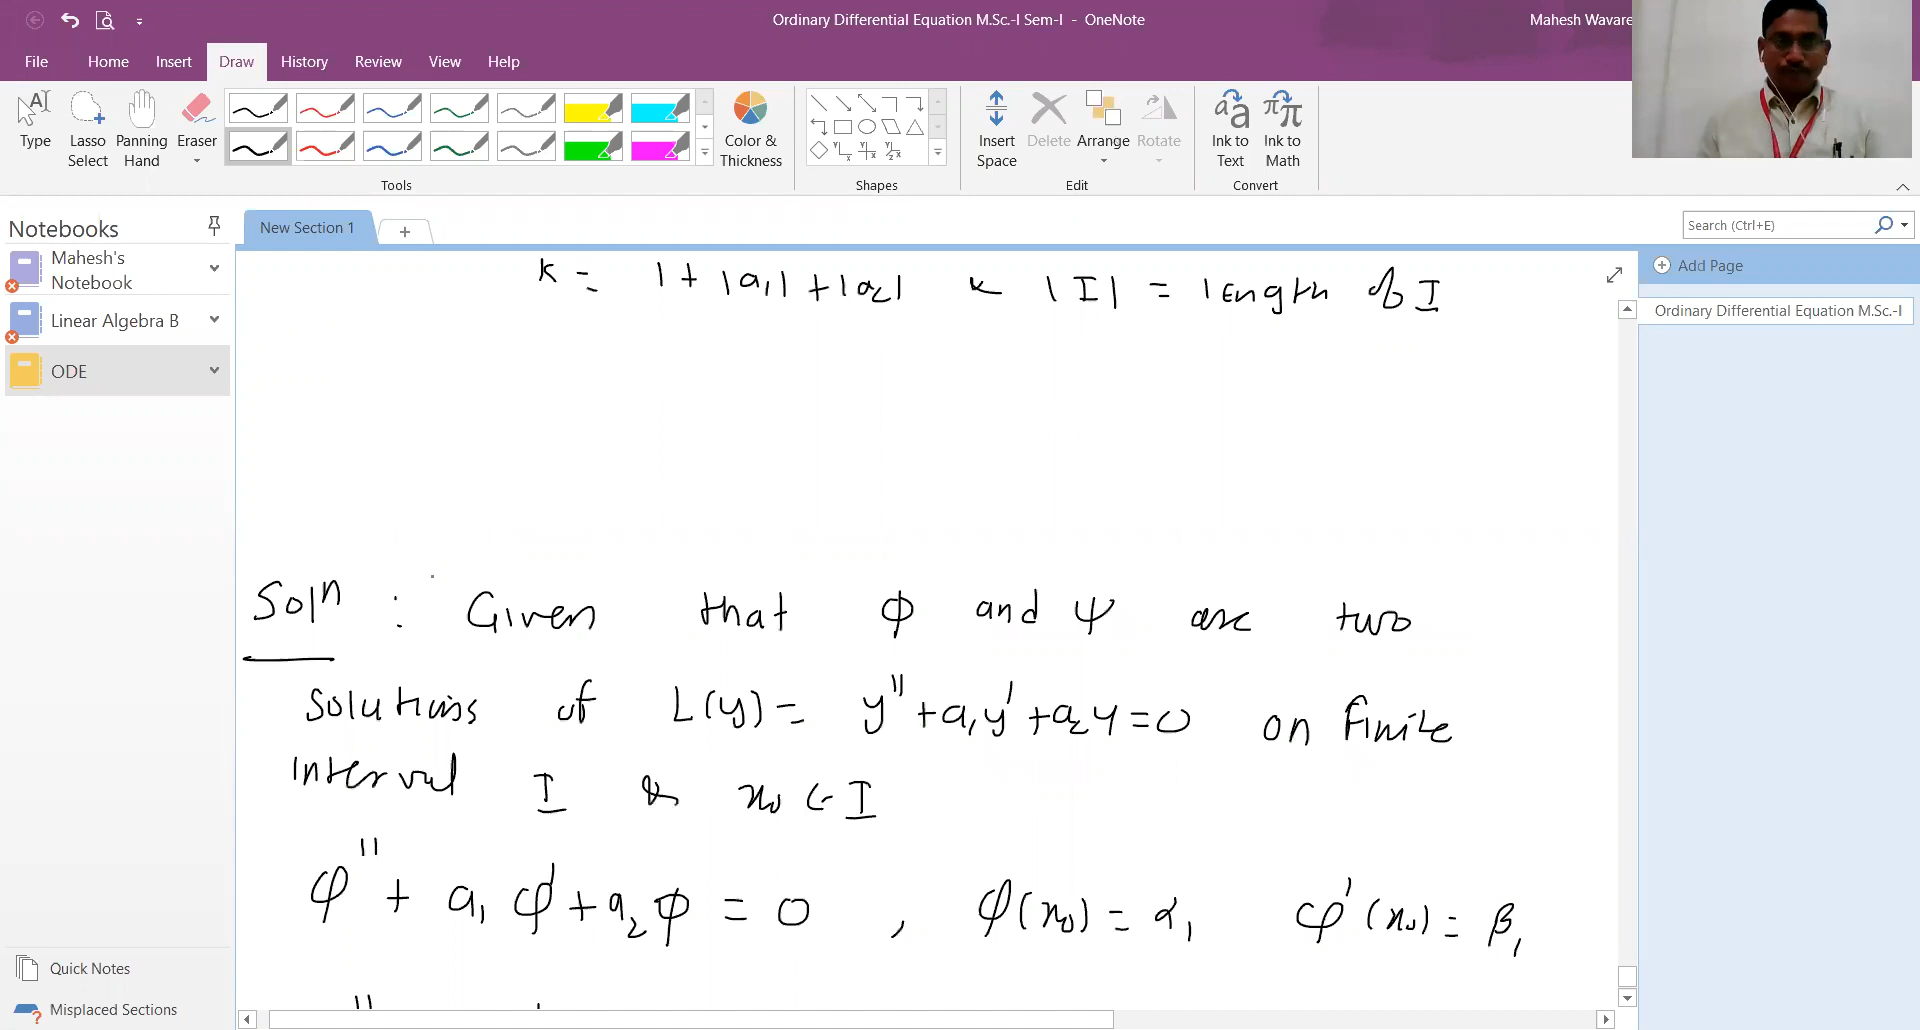 Ordinary Differential Equation M.Sc.-I Sem-I - OneNote
Mahesh Wavare
File Home Insert Draw History Review View Help
Type
Lasso Select
Panning Hand
Eraser
Color & Thickness
Insert Space
Delete
Arrange
Rotate
Ink to Text
Ink to Math
Tools
Shapes
Edit
Convert
Notebooks
New Section 1
+
Search (Ctrl+E)
Mahesh's Notebook
Linear Algebra B
ODE
Add Page
Ordinary Differential Equation M.Sc.-I
k = 1 + |a₁| + |a₂| & |I| = length of I
Solⁿ : Given that ϕ and ψ are two
solutions of L(y) = y'' + a₁y' + a₂y = 0 on finite
interval I & x₀ ∈ I
φ'' + a₁ φ' + a₂ φ = 0 , φ(x₀) = α₁ φ'(x₀) = β₁
Quick Notes
Misplaced Sections